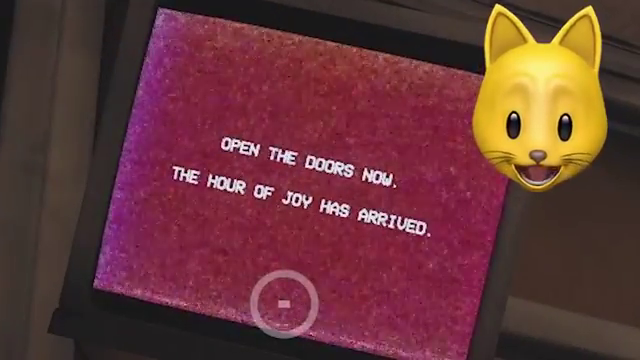 OPEN THE DOORS NOW.
THE HOUR OF JOY HAS ARRIVED.